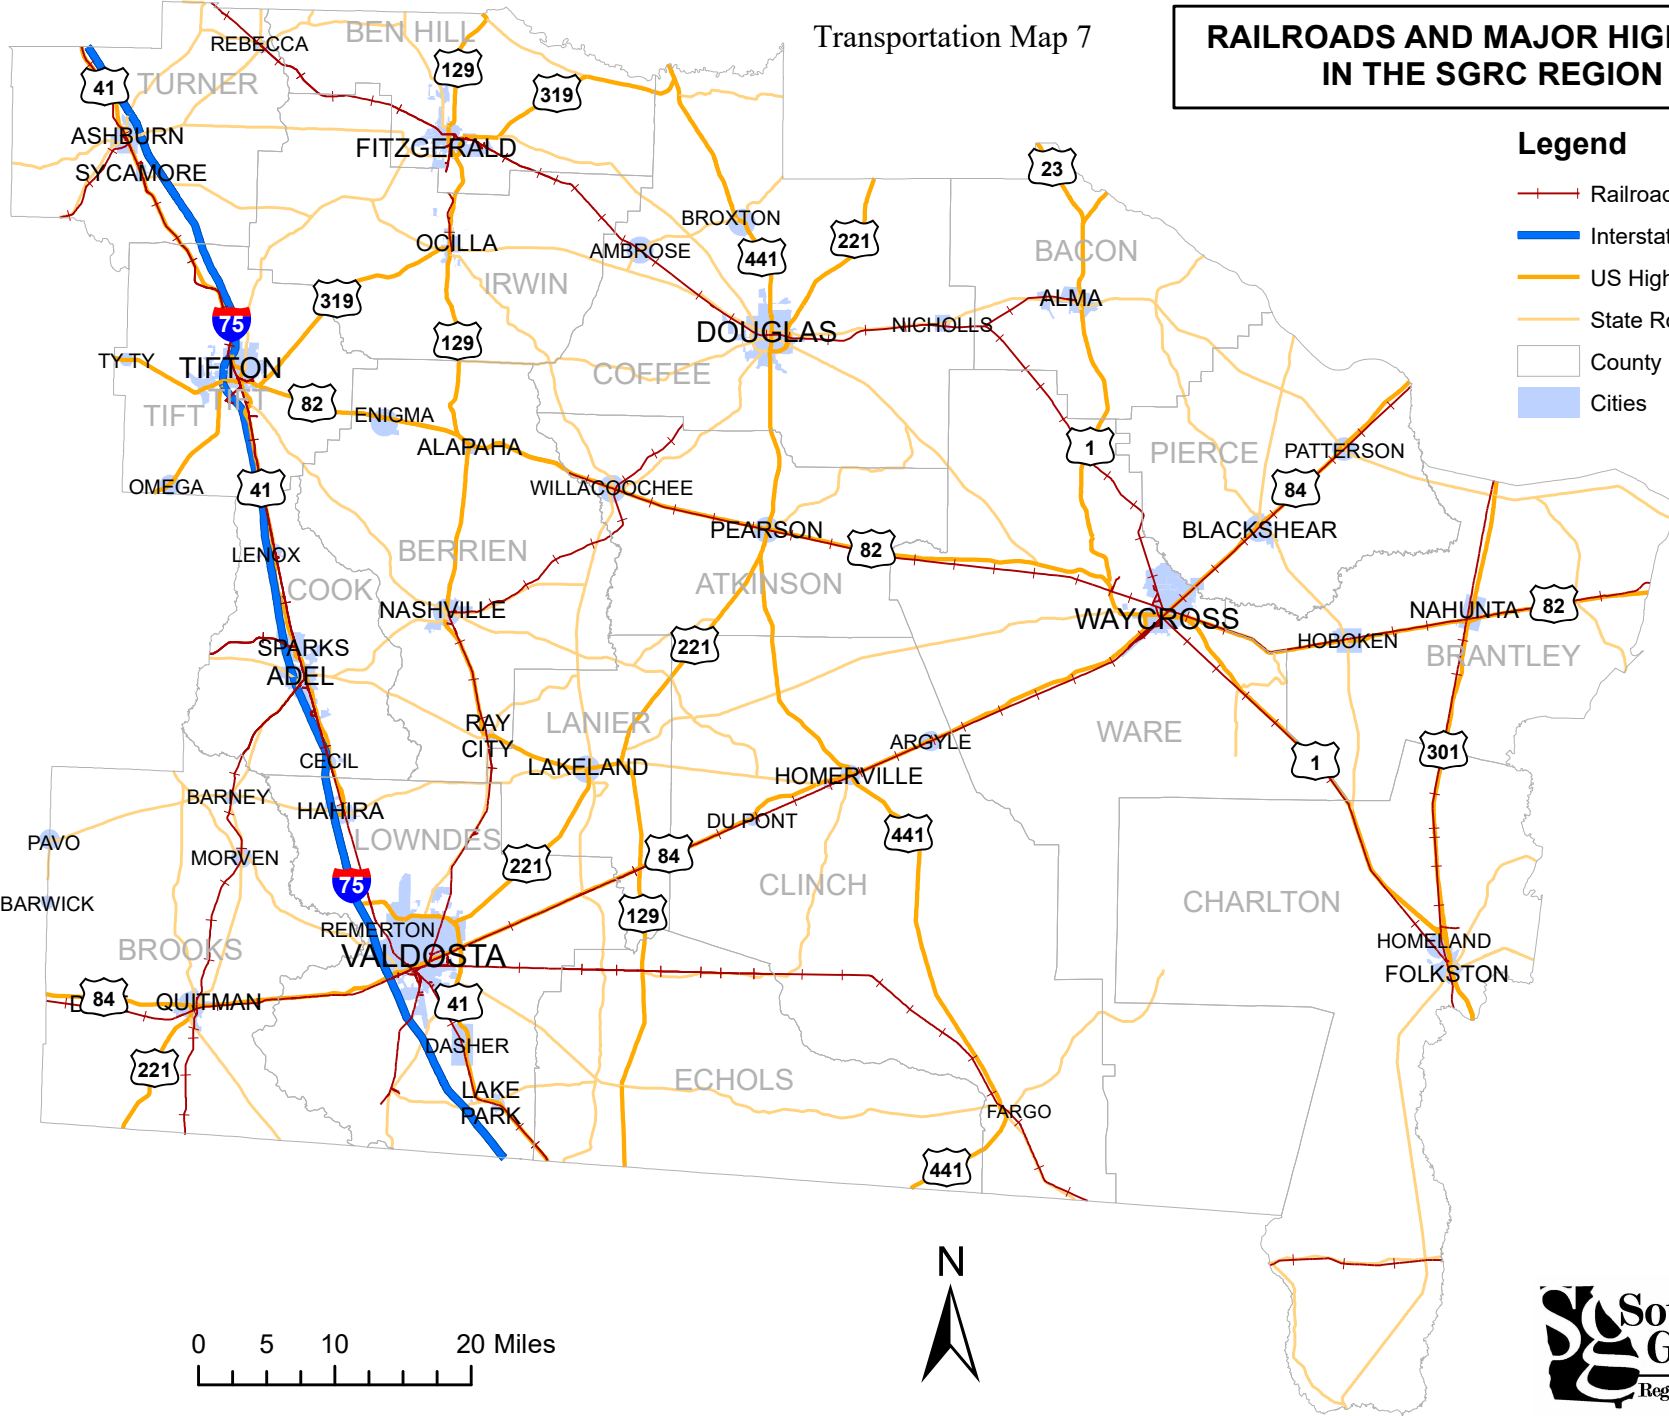 Transportation Map 7
RAILROADS AND MAJOR HIG
IN THE SGRC REGION
Legend
Railroad
Interstat
US High
State Ro
County
Cities
REBECCA
BEN HILL
129
41
TURNER
319
ASHBURN
FITZGERALD
SYCAMORE
23
BROXTON
OCILLA
AMBROSE
441
221
BACON
IRWIN
319
ALMA
75
129
DOUGLAS
NICHOLLS
TY TY
TIFTON
COFFEE
TIFT
TIFT
82
ENIGMA
ALAPAHA
1
PIERCE
PATTERSON
OMEGA
41
WILLACOOCHEE
84
PEARSON
BLACKSHEAR
LENOX
BERRIEN
82
COOK
ATKINSON
NASHVILLE
WAYCROSS
NAHUNTA
82
SPARKS
221
HOBOKEN
BRANTLEY
ADEL
RAY
CITY
LANIER
ARGYLE
WARE
CECIL
LAKELAND
HOMERVILLE
1
301
BARNEY
HAHIRA
DU PONT
PAVO
LOWNDES
441
MORVEN
221
84
75
CLINCH
BARWICK
129
CHARLTON
REMERTON
BROOKS
VALDOSTA
HOMELAND
FOLKSTON
84
QUITMAN
41
DASHER
221
ECHOLS
LAKE
PARK
FARGO
441
N
0 5 10 20 Miles
Sg
So
G
Reg